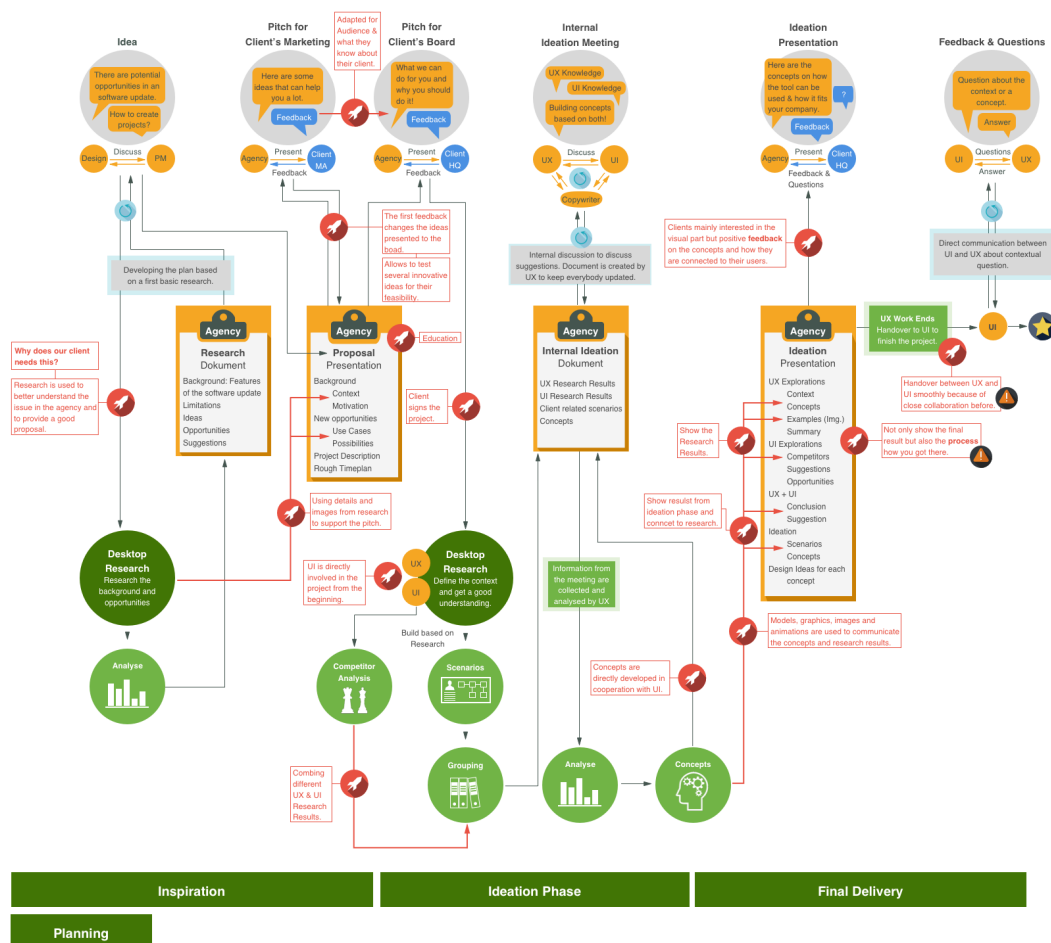 Idea
There are potential
opportunities in an
software update.
How to create
projects?
Design
Discuss
PM
Pitch for
Client's Marketing
Here are some
ideas that can help
you a lot.
Feedback
Agency
Present
Client
MA
Feedback
Adapted for
Audience &
what they
know about
their client.
Pitch for
Client's Board
What we can
do for you and
why you should
do it!
Feedback
Agency
Present
Client
HQ
Feedback
Internal
Ideation Meeting
UX Knowledge
UI Knowledge
Building concepts
based on both!
UX
Discuss
UI
Copywriter
Ideation
Presentation
Here are the
concepts on how
the tool can be
used & how it fits
your company.
?
Feedback
Agency
Present
Client
HQ
Feedback &
Questions
Feedback & Questions
Question about the
context or a
concept.
Answer
UI
Questions
UX
Answer
Developing the plan based
on a first basic research.
The first feedback
changes the ideas
presented to the
boad.
Allows to test
several innovative
ideas for their
feasibility.
Internal discussion to discuss
suggestions. Document is created by
UX to keep everybody updated.
Clients mainly interested in the
visual part but positive feedback
on the concepts and how they
are connected to their users.
Direct communication between
UI and UX about contextual
question.
Agency
Research
Dokument
Background: Features
of the software update
Limitations
Ideas
Opportunities
Suggestions
Agency
Proposal
Presentation
Background
Context
Motivation
New opportunities
Use Cases
Possibilities
Project Description
Rough Timeplan
Education
Agency
Internal Ideation
Dokument
UX Research Results
UI Research Results
Client related scenarios
Concepts
Agency
Ideation
Presentation
UX Explorations
Context
Concepts
Examples (Img.)
Summary
UI Explorations
Competitors
Suggestions
Opportunities
UX + UI
Conclusion
Suggestion
Ideation
Scenarios
Concepts
Design Ideas for each
concept
UX Work Ends
Handover to UI to
finish the project.
UI
Handover between UX and
UI smoothly because of
close collaboration before.
Not only show the final
result but also the process
how you got there.
Why does our client
needs this?
Research is used to
better understand the
issue in the agency and
to provide a good
proposal.
Client
signs the
project.
Show the
Research
Results.
Using details and
images from research
to support the pitch.
Show resulst from
ideation phase and
conncet to research.
Desktop
Research
Research the
background and
opportunities
UI is directly
involved in the
project from the
beginning.
UX
UI
Desktop
Research
Define the context
and get a good
understanding.
Information from
the meeting are
collected and
analysed by UX
Models, graphics, images and
animations are used to communicate
the concepts and research results.
Build based on
Research
Analyse
Competitor
Analysis
Scenarios
Concepts are
directly developed in
cooperation with UI.
Combing
different
UX & UI
Research
Results.
Grouping
Analyse
Concepts
Inspiration
Ideation Phase
Final Delivery
Planning